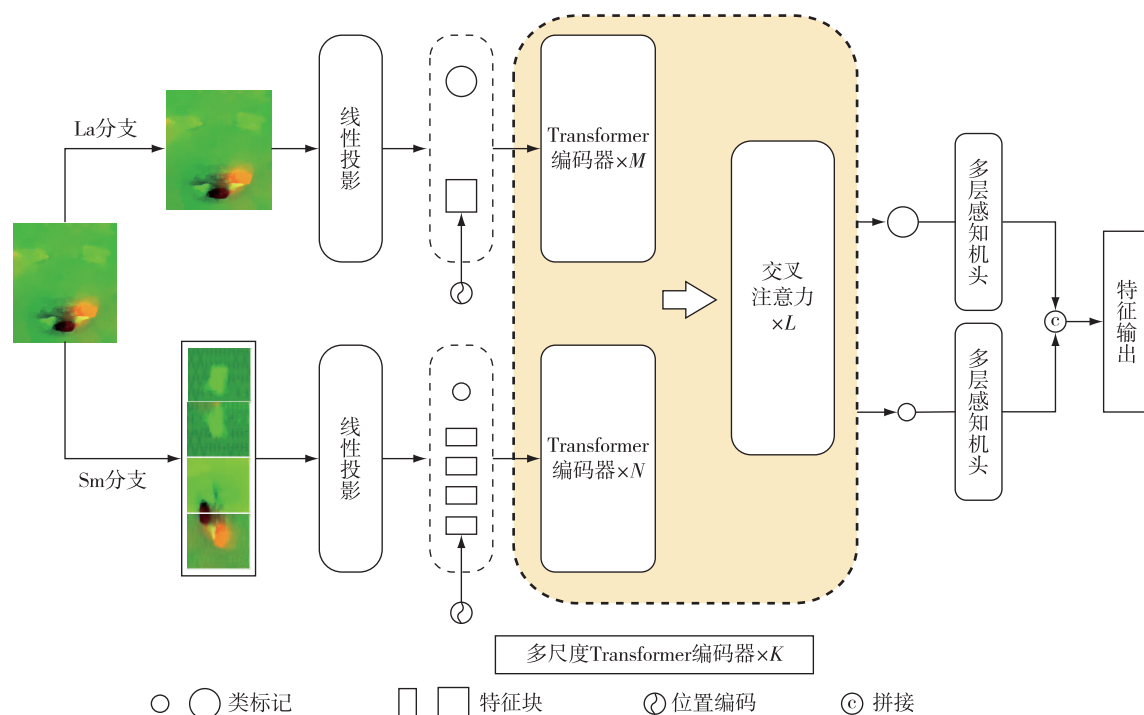 La分支
线性投影
Transformer
编码器×M
交叉
注意力
×L
多层感知机头
c
特征输出
Sm分支
线性投影
Transformer
编码器×N
多层感知机头
多尺度Transformer编码器×K
类标记
特征块
位置编码
c 拼接